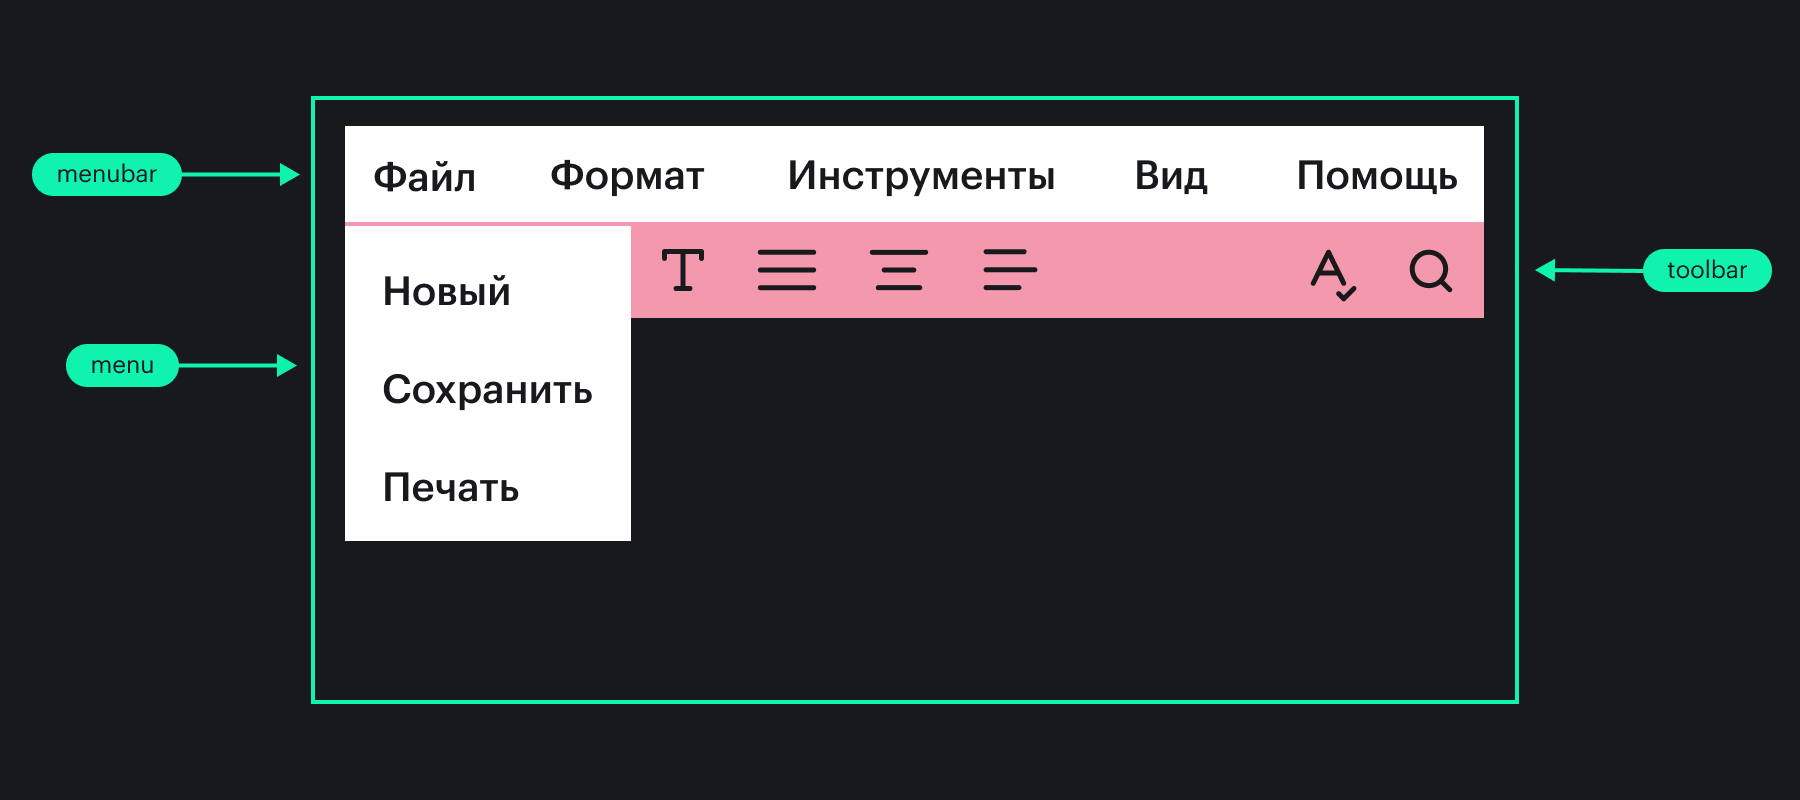 menubar
Файл Формат Инструменты Вид Помощь
toolbar
Новый
menu
Сохранить
Печать